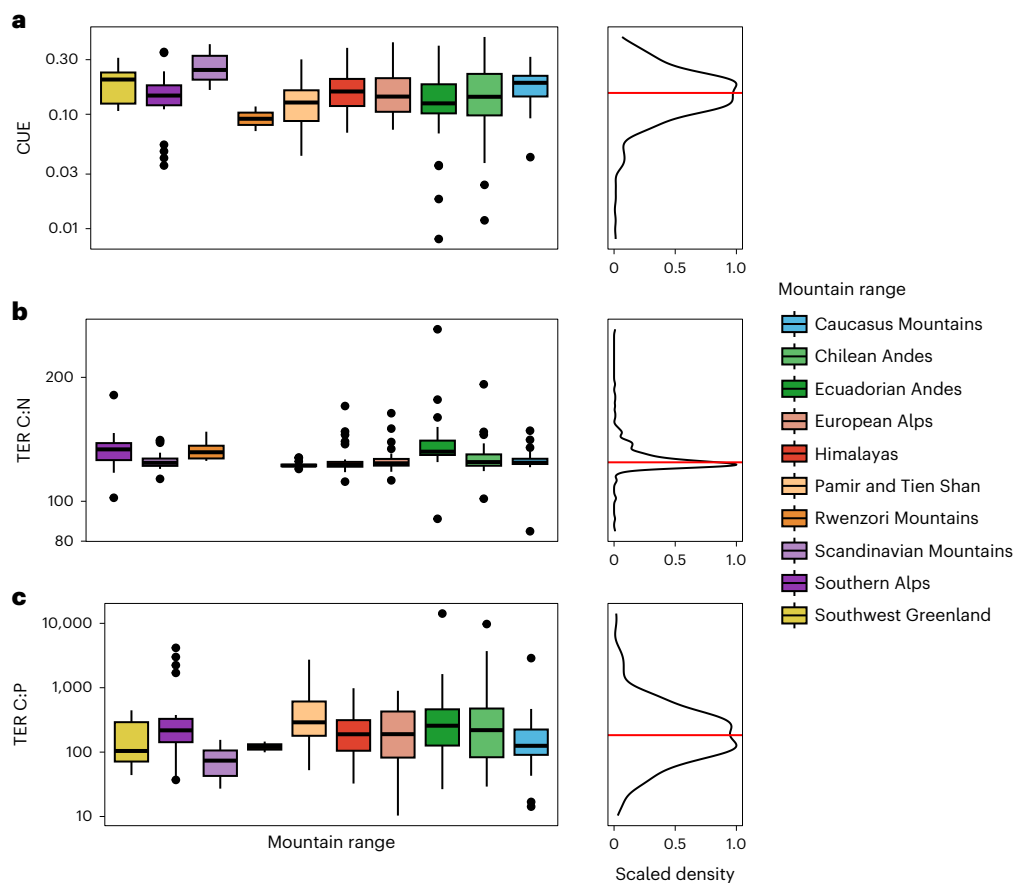 a
CUE
0.30
0.10
0.03
0.01
0 0.5 1.0
b
TER C:N
200
100
80
0 0.5 1.0
c
TER C:P
10,000
1,000
100
10
Mountain range
0 0.5 1.0
Scaled density
Mountain range
Caucasus Mountains
Chilean Andes
Ecuadorian Andes
European Alps
Himalayas
Pamir and Tien Shan
Rwenzori Mountains
Scandinavian Mountains
Southern Alps
Southwest Greenland